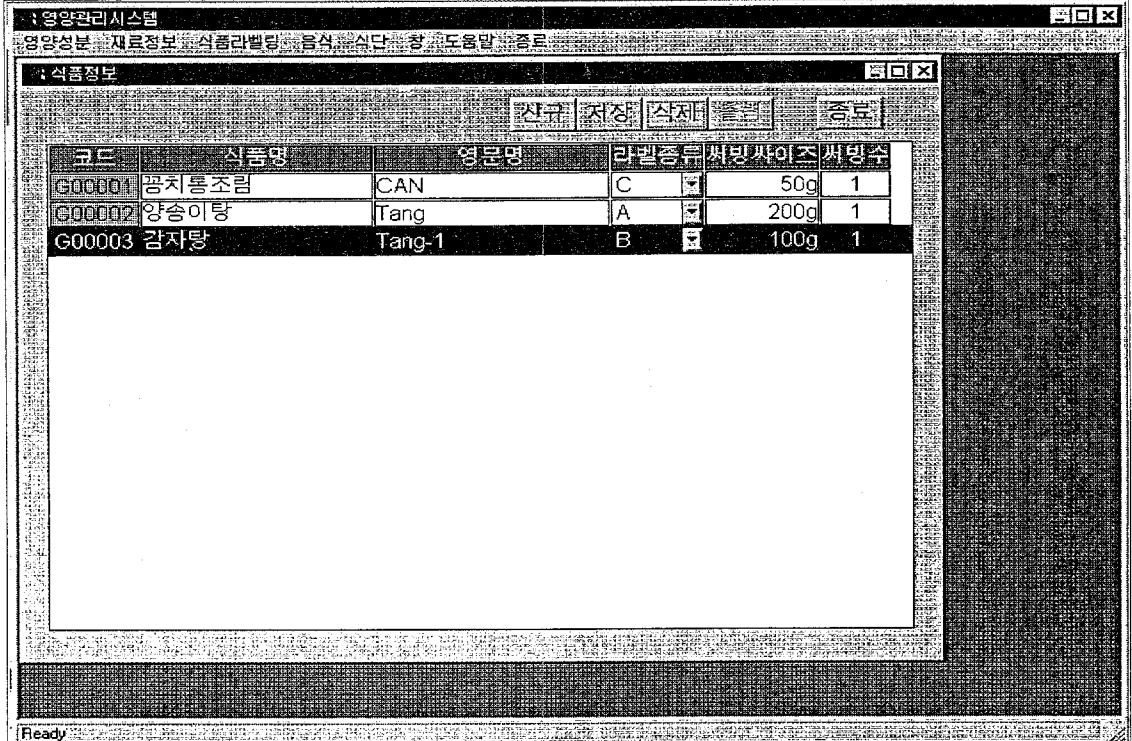 영양관리시스템
영양성분 재료정보 식품라벨링 음식 식단 창 도움말 종료
식품정보
신규 저장 삭제 출력 종료
코드 식품명 영문명 라벨종류 써빙싸이즈 써빙수
G00001 꽁치통조림 CAN C 50g 1
G00002 양송이탕 Tang A 200g 1
G00003 감자탕 Tang-1 B 100g 1
Ready